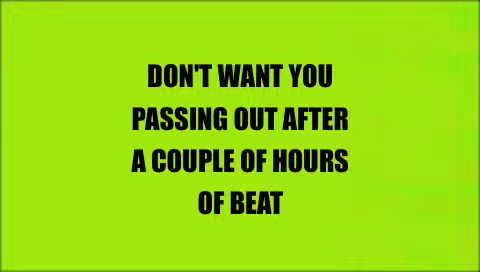 DON'T WANT YOU
PASSING OUT AFTER
A COUPLE OF HOURS
OF BEAT